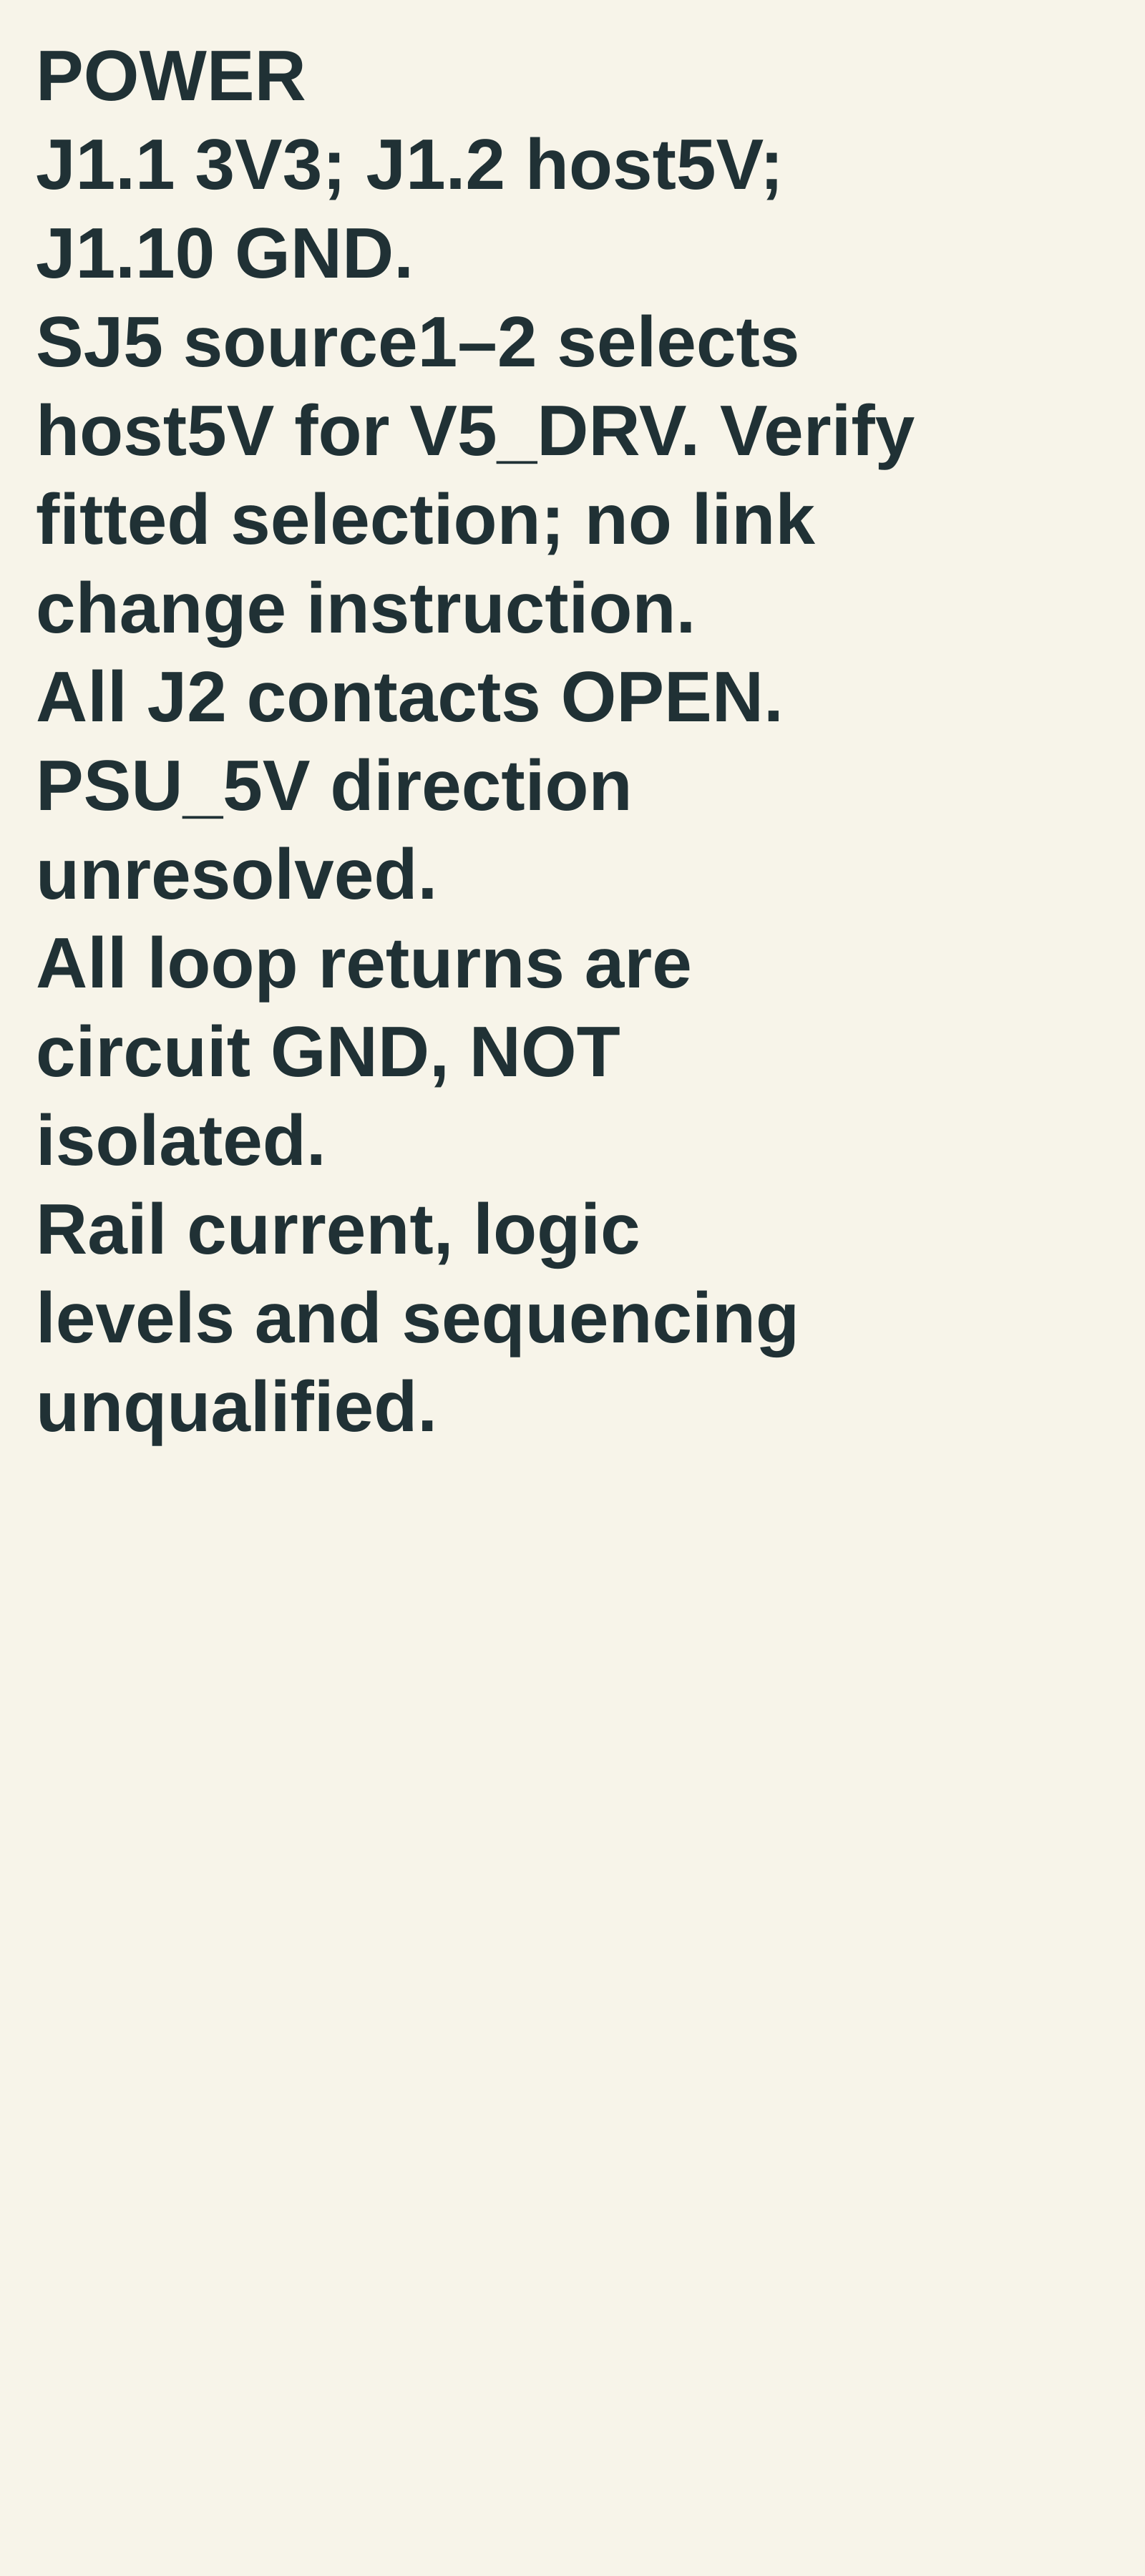 POWER
J1.1 3V3; J1.2 host5V;
J1.10 GND.
SJ5 source1–2 selects
host5V for V5_DRV. Verify
fitted selection; no link
change instruction.
All J2 contacts OPEN.
PSU_5V direction
unresolved.
All loop returns are
circuit GND, NOT
isolated.
Rail current, logic
levels and sequencing
unqualified.